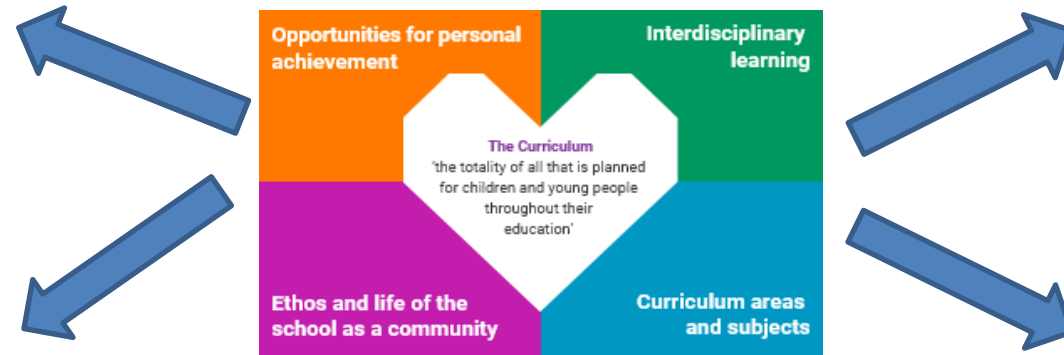 Opportunities for personal
achievement
Interdisciplinary
learning
The Curriculum
'the totality of all that is planned
for children and young people
throughout their
education'
Ethos and life of the
school as a community
Curriculum areas
and subjects